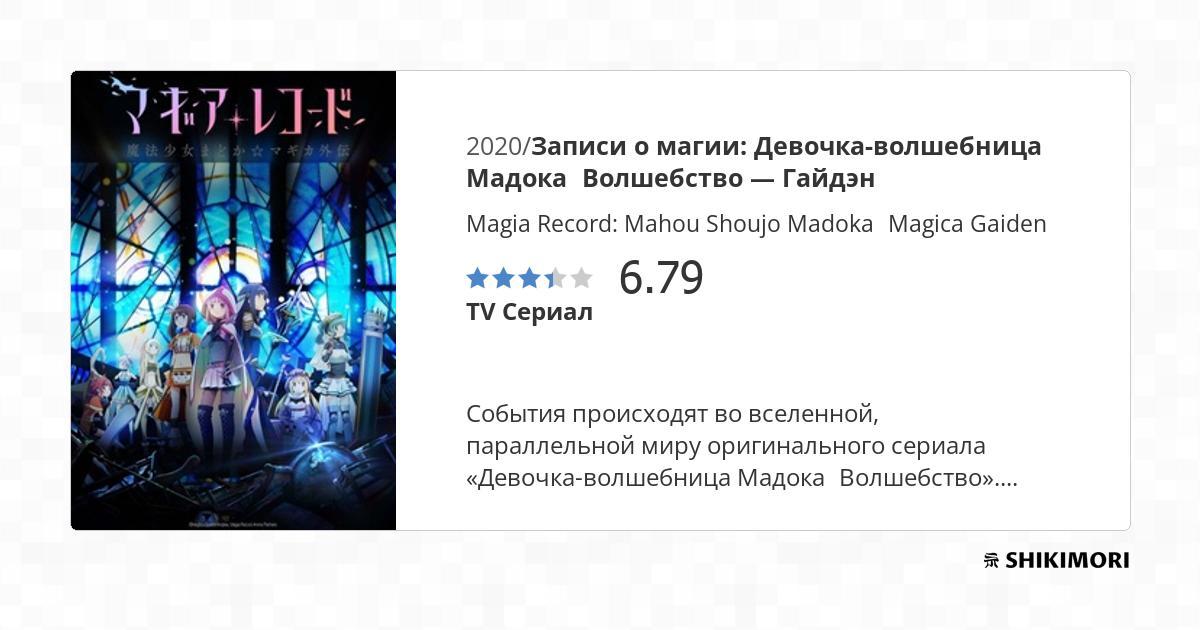 マギアレコード
魔法少女まどか☆マギカ外伝
2020/Записи о магии: Девочка-волшебница
Мадока  Волшебство — Гайдэн
Magia Record: Mahou Shoujo Madoka  Magica Gaiden
6.79
TV Сериал
События происходят во вселенной,
параллельной миру оригинального сериала
«Девочка-волшебница Мадока  Волшебство»....
SHIKIMORI